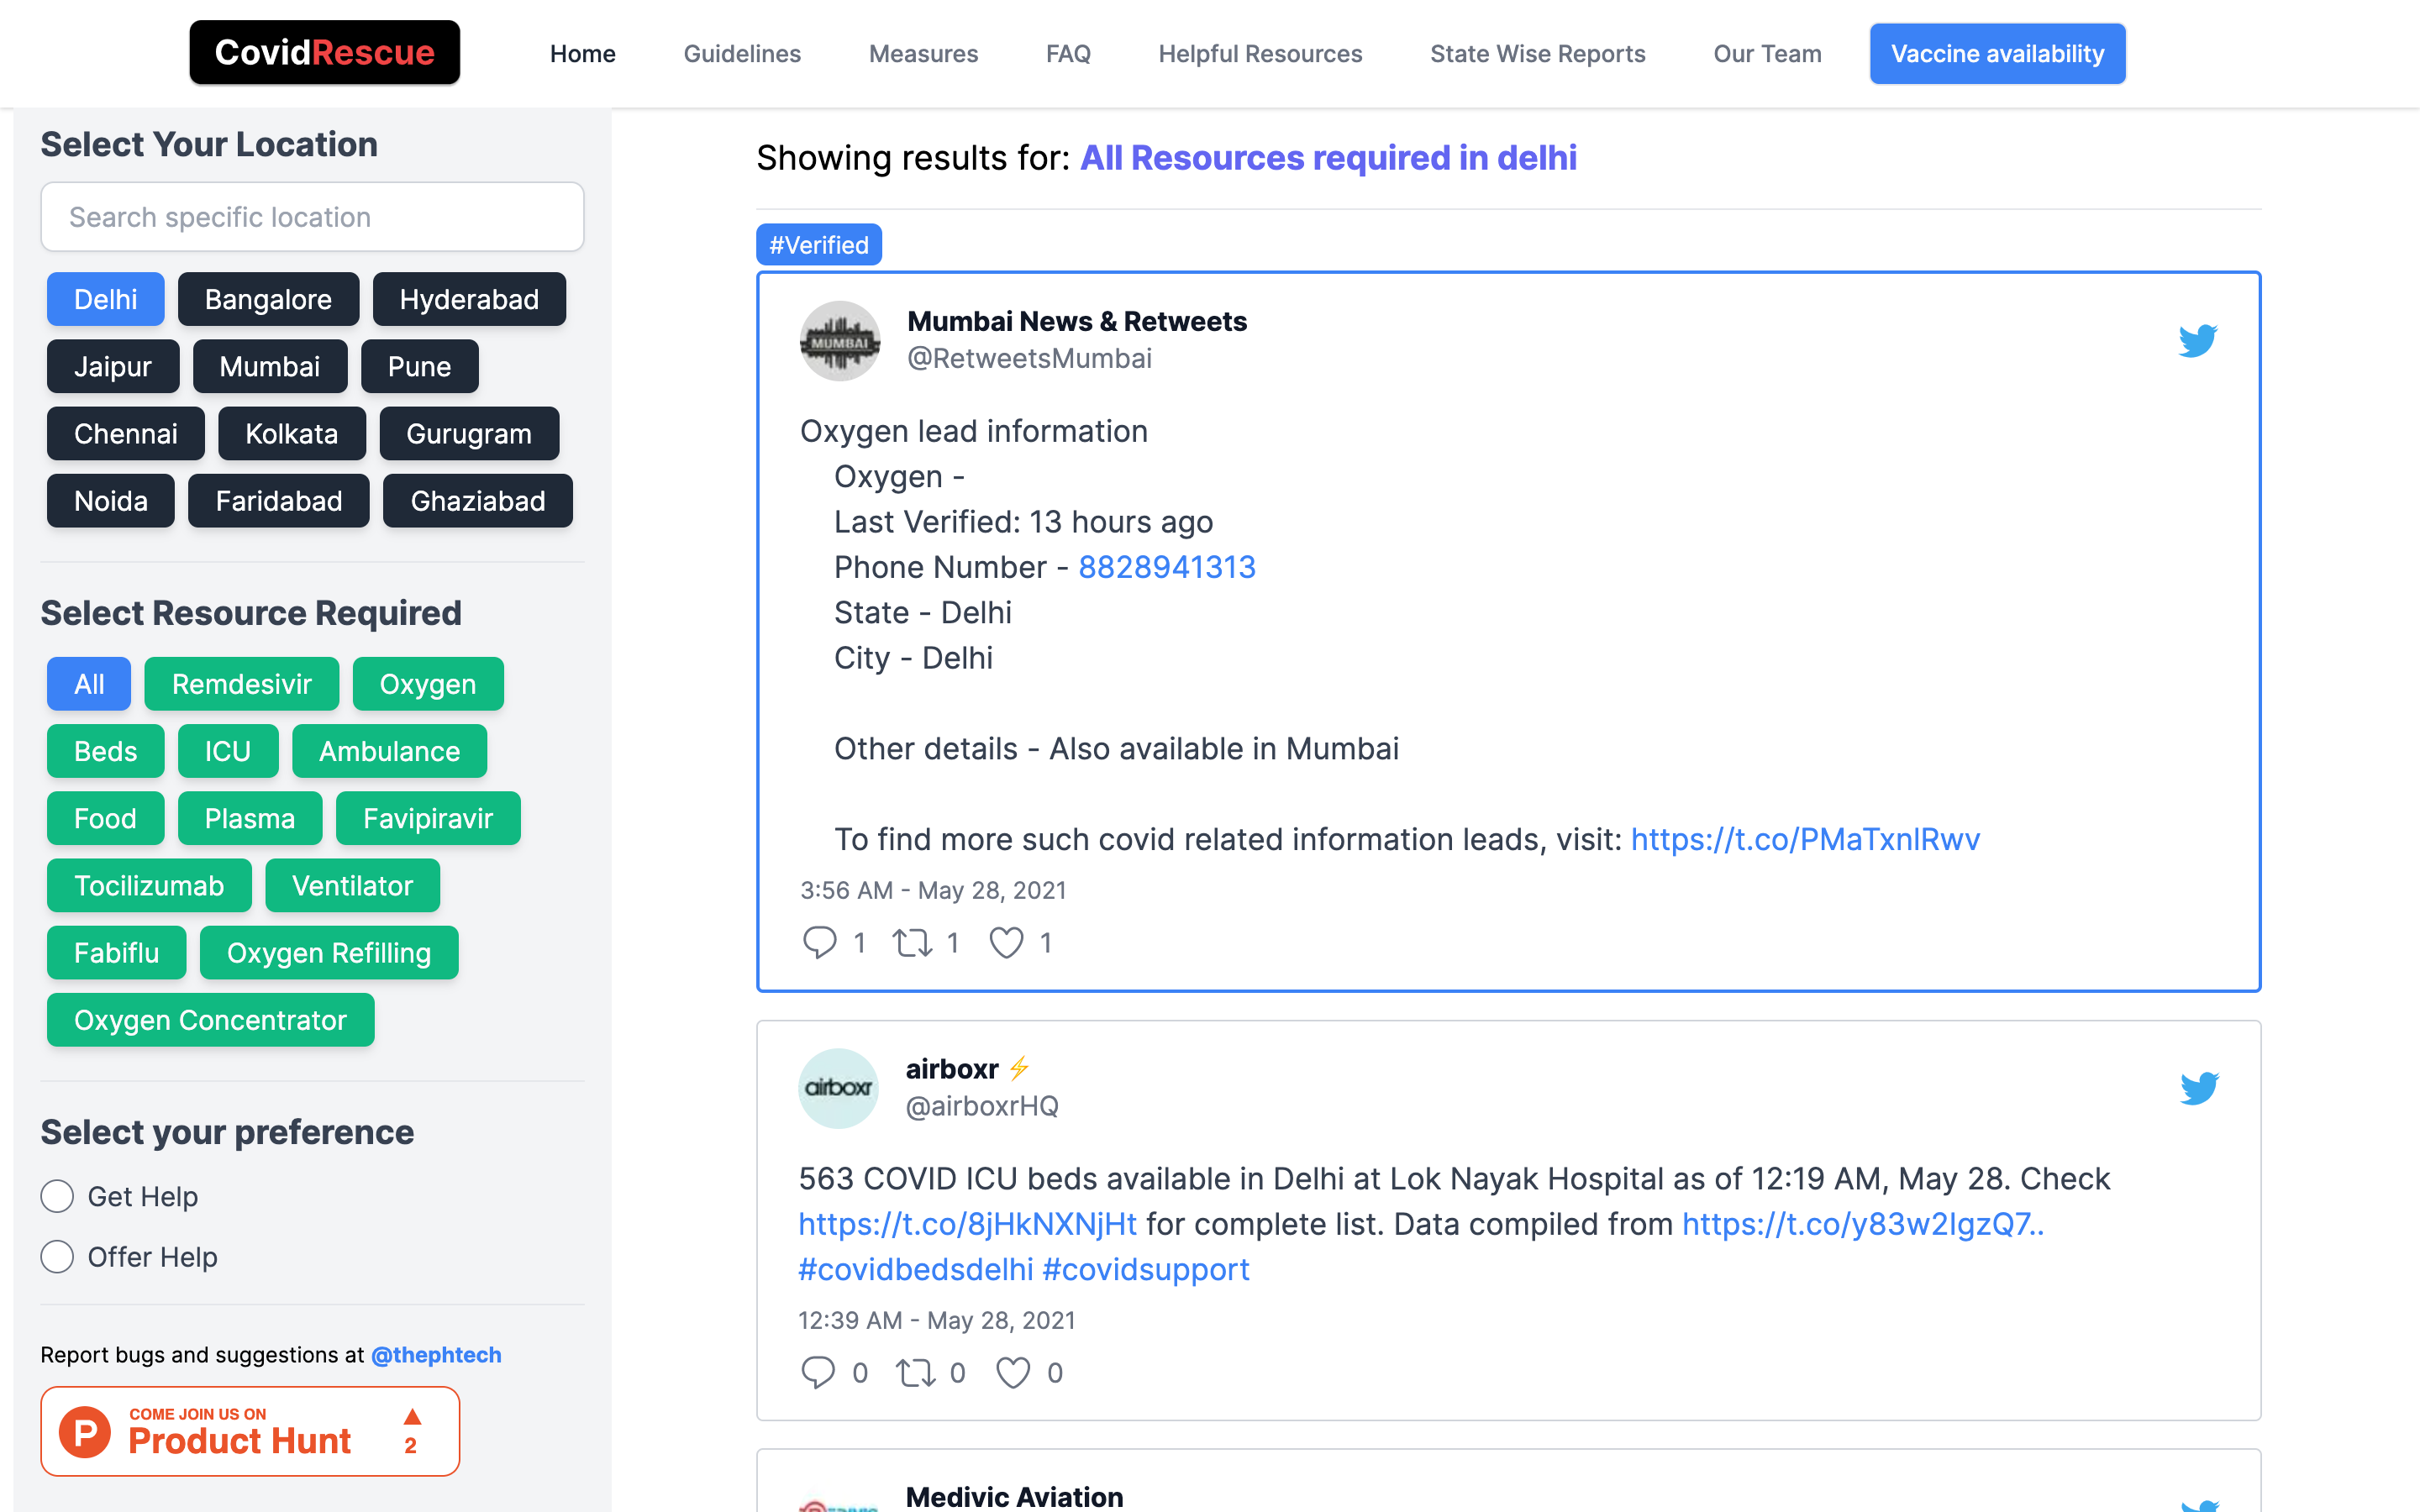 CovidRescue
Home
Guidelines
Measures
FAQ
Helpful Resources
State Wise Reports
Our Team
Vaccine availability
Select Your Location
Search specific location
Delhi
Bangalore
Hyderabad
Jaipur
Mumbai
Pune
Chennai
Kolkata
Gurugram
Noida
Faridabad
Ghaziabad
Select Resource Required
All
Remdesivir
Oxygen
Beds
ICU
Ambulance
Food
Plasma
Favipiravir
Tocilizumab
Ventilator
Fabiflu
Oxygen Refilling
Oxygen Concentrator
Select your preference
Get Help
Offer Help
Report bugs and suggestions at @thephtech
P
COME JOIN US ON
Product Hunt
2
Showing results for: All Resources required in delhi
#Verified
MUMBAI
Mumbai News & Retweets
@RetweetsMumbai
Oxygen lead information
Oxygen -
Last Verified: 13 hours ago
Phone Number - 8828941313
State - Delhi
City - Delhi
Other details - Also available in Mumbai
To find more such covid related information leads, visit: https://t.co/PMaTxnlRwv
3:56 AM - May 28, 2021
1 1 1
airboxr
airboxr ⚡
@airboxrHQ
563 COVID ICU beds available in Delhi at Lok Nayak Hospital as of 12:19 AM, May 28. Check
https://t.co/8jHkNXNjHt for complete list. Data compiled from https://t.co/y83w2IgzQ7..
#covidbedsdelhi #covidsupport
12:39 AM - May 28, 2021
0 0 0
Medivic Aviation